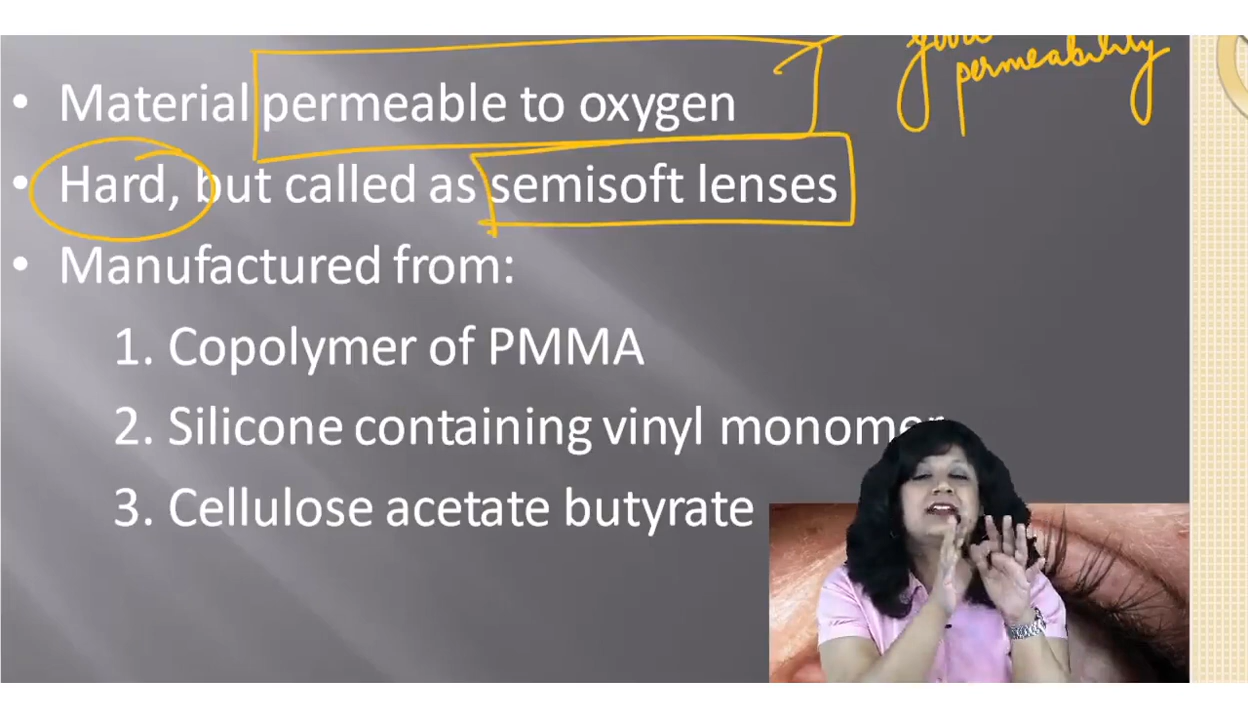 permeability
• Material permeable to oxygen
• Hard, but called as semisoft lenses
• Manufactured from:
1. Copolymer of PMMA
2. Silicone containing vinyl monomer
3. Cellulose acetate butyrate